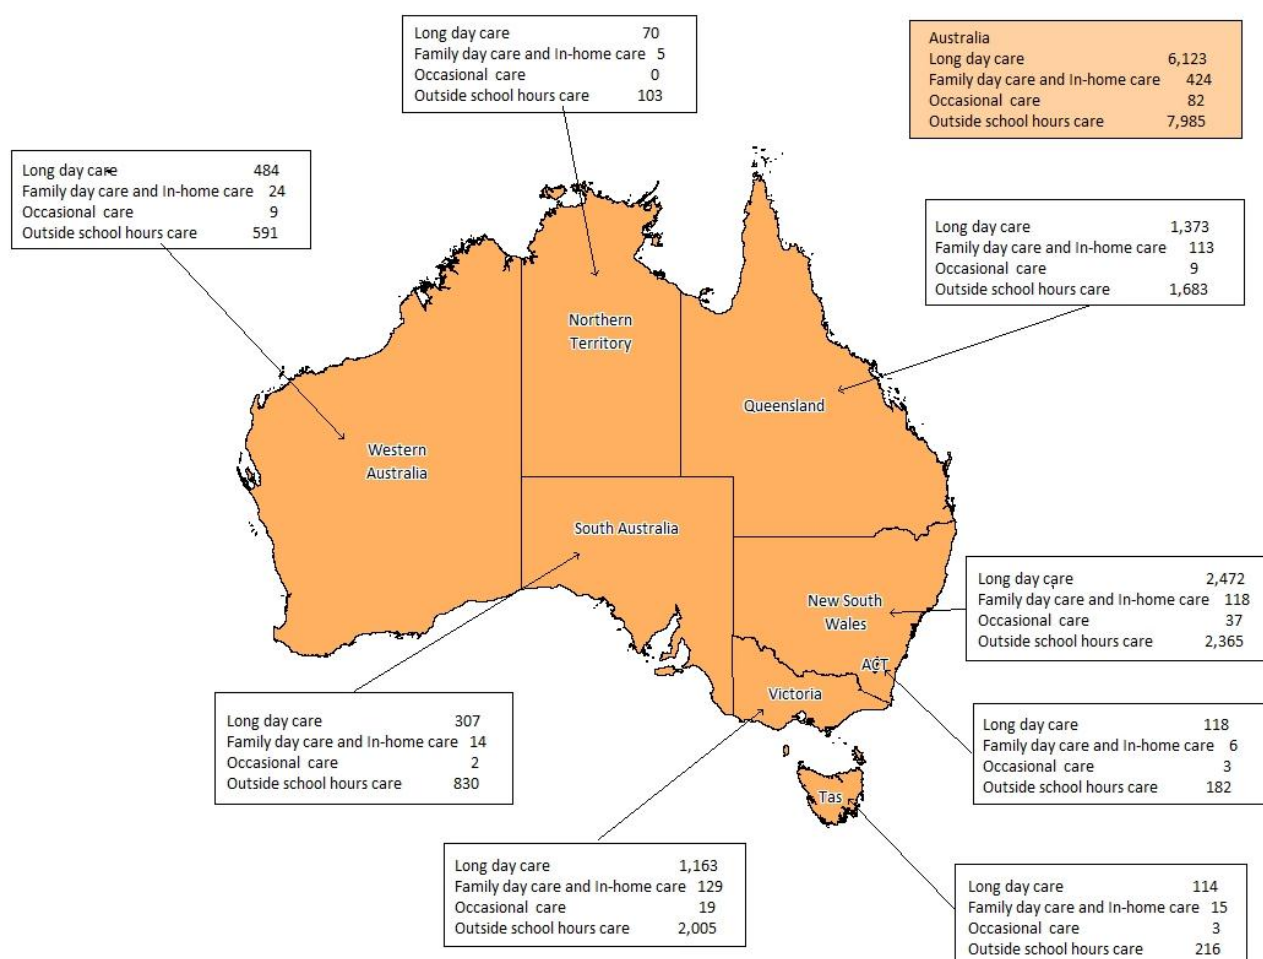 Long day care 70
Family day care and In-home care 5
Occasional care 0
Outside school hours care 103
Australia
Long day care 6,123
Family day care and In-home care 424
Occasional care 82
Outside school hours care 7,985
Long day care 484
Family day care and In-home care 24
Occasional care 9
Outside school hours care 591
Long day care 1,373
Family day care and In-home care 113
Occasional care 9
Outside school hours care 1,683
Northern
Territory
Queensland
Western
Australia
South Australia
New South
Wales
ACT
Victoria
Tas
Long day care 2,472
Family day care and In-home care 118
Occasional care 37
Outside school hours care 2,365
Long day care 307
Family day care and In-home care 14
Occasional care 2
Outside school hours care 830
Long day care 118
Family day care and In-home care 6
Occasional care 3
Outside school hours care 182
Long day care 1,163
Family day care and In-home care 129
Occasional care 19
Outside school hours care 2,005
Long day care 114
Family day care and In-home care 15
Occasional care 3
Outside school hours care 216